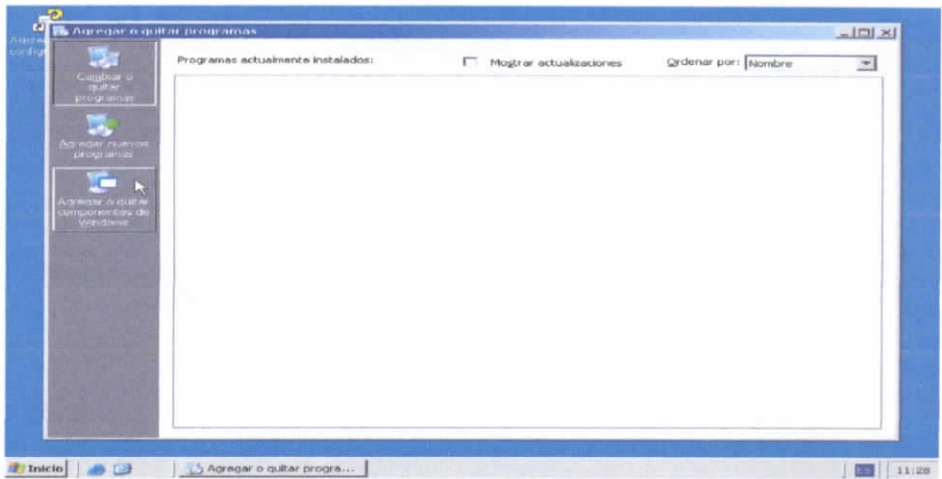 Agregar o quitar programas
Cambiar o
quitar
programas
Programas actualmente instalados:
Mostrar actualizaciones
Ordenar por:
Nombre
Agregar nuevos
programas
Agregar o quitar
componentes de
Windows
Inicio
Agregar o quitar progra...
11:28